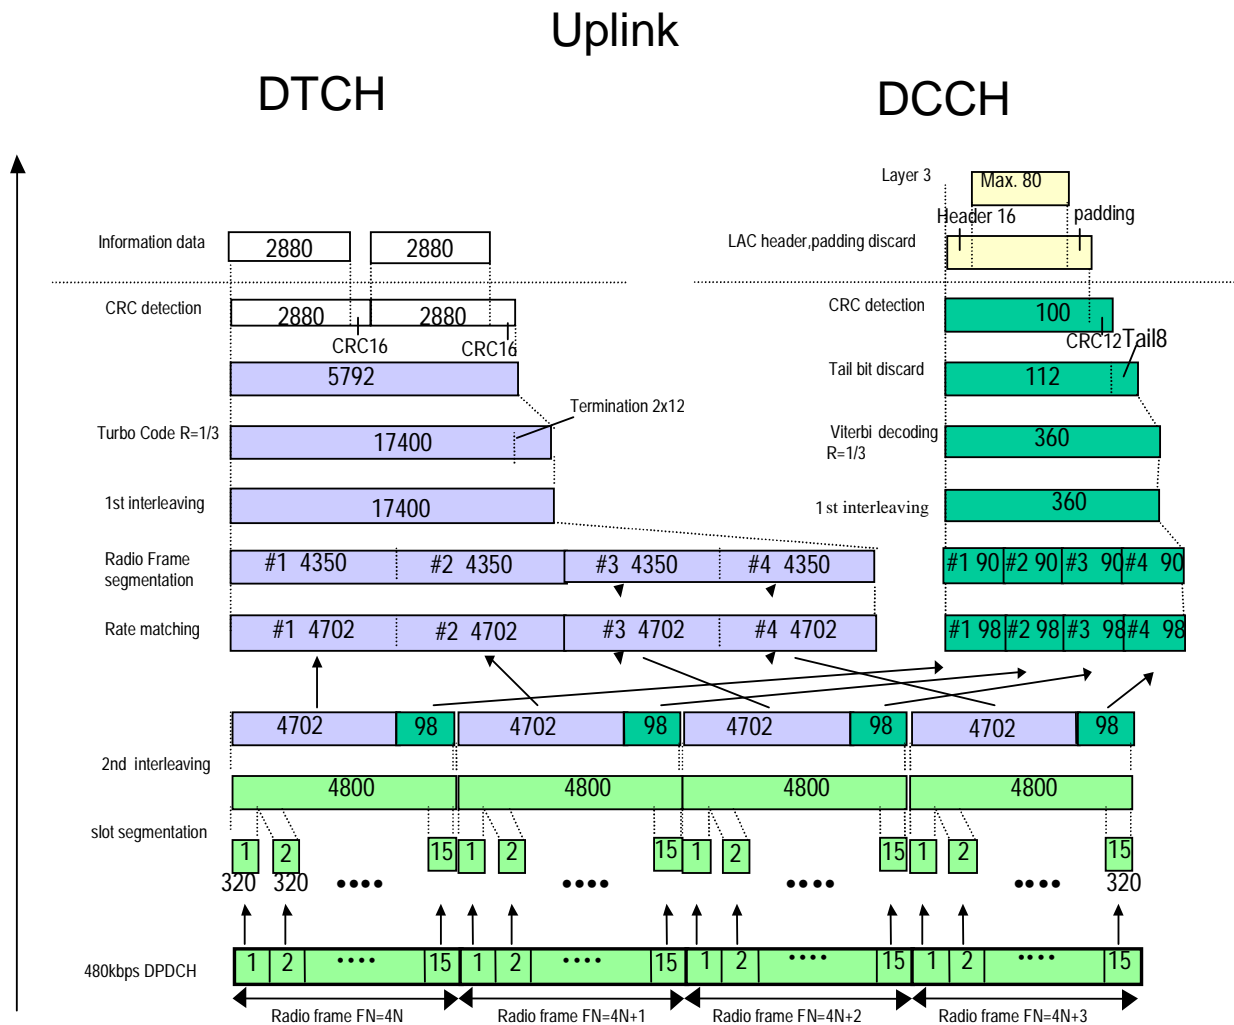 Uplink
DTCH
DCCH
Layer 3
Max. 80
Header 16
padding
Information data
2880
2880
LAC header,padding discard
CRC detection
2880
2880
CRC16
CRC16
CRC detection
100
CRC12
Tail8
5792
Tail bit discard
112
Termination 2x12
Turbo Code R=1/3
17400
Viterbi decoding
R=1/3
360
1st interleaving
17400
1st interleaving
360
Radio Frame
segmentation
#1 4350
#2 4350
#3 4350
#4 4350
#1 90
#2 90
#3 90
#4 90
Rate matching
#1 4702
#2 4702
#3 4702
#4 4702
#1 98
#2 98
#3 98
#4 98
4702
98
4702
98
4702
98
4702
98
2nd interleaving
4800
4800
4800
4800
slot segmentation
1
2
15
1
2
15
1
2
15
1
2
15
320
320
••••
••••
••••
••••
320
480kbps DPDCH
1
2
••••
15
1
2
••••
15
1
2
••••
15
1
2
••••
15
Radio frame FN=4N
Radio frame FN=4N+1
Radio frame FN=4N+2
Radio frame FN=4N+3